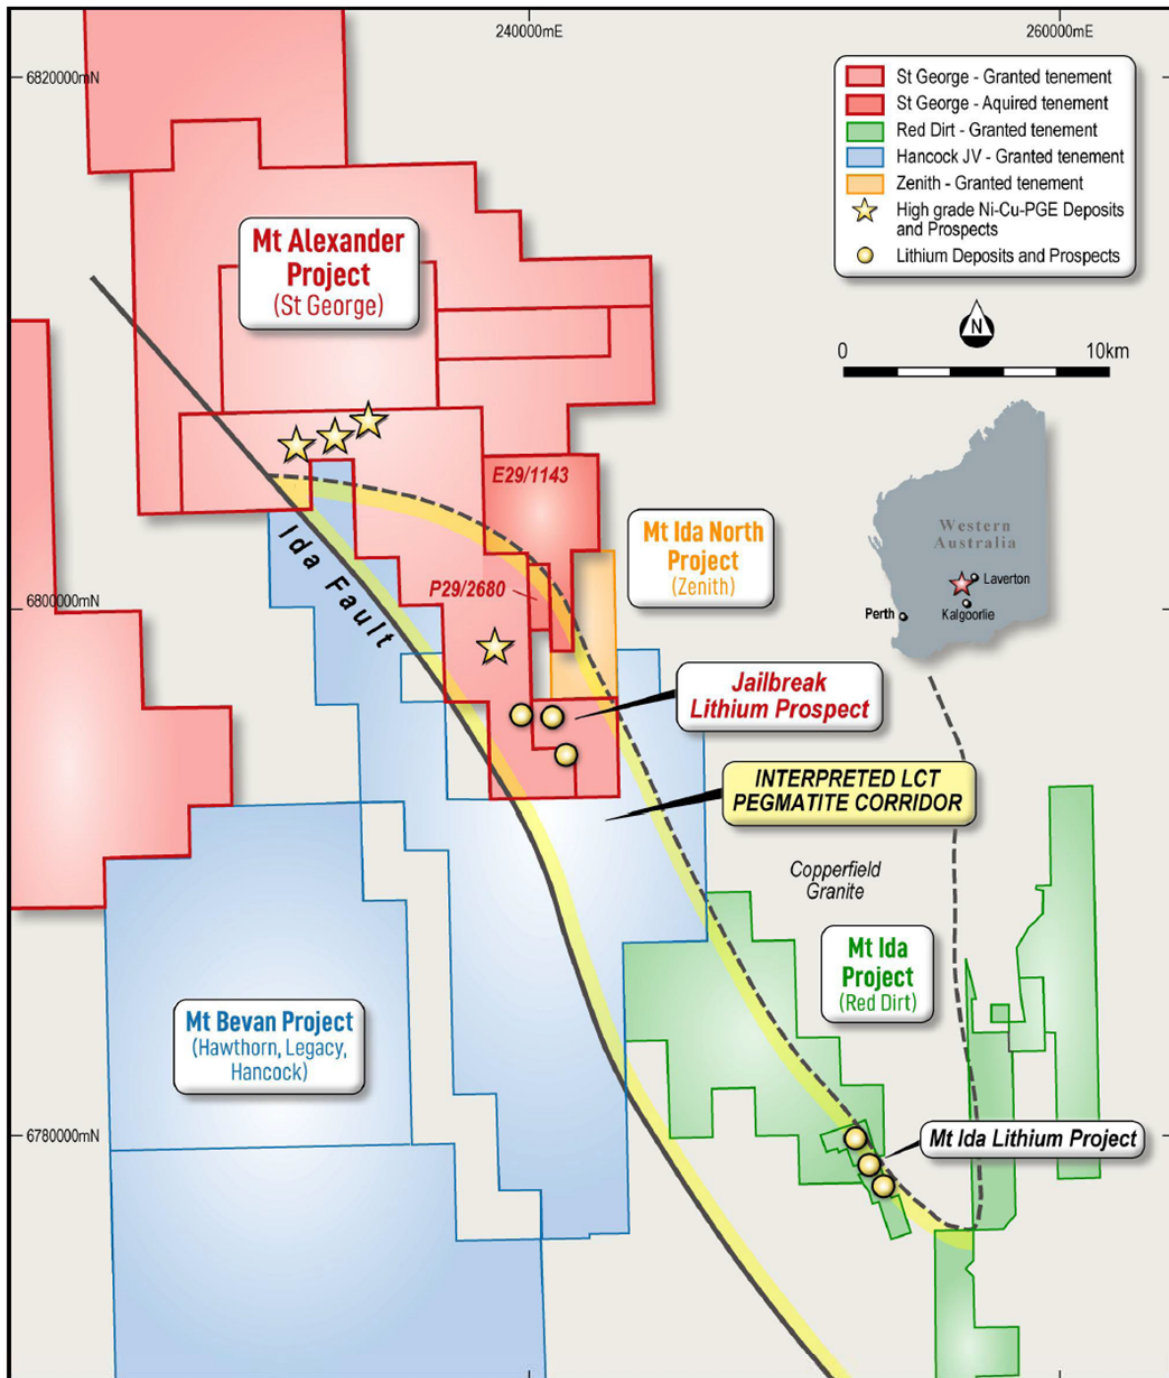 240000mE
260000mE
6820000mN
St George - Granted tenement
St George - Aquired tenement
Red Dirt - Granted tenement
Hancock JV - Granted tenement
Zenith - Granted tenement
High grade Ni-Cu-PGE Deposits
and Prospects
Lithium Deposits and Prospects
N
0
10km
Mt Alexander
Project
(St George)
E29/1143
Ida Fault
P29/2680
Mt Ida North
Project
(Zenith)
Western
Australia
Laverton
Perth
Kalgoorlie
6800000mN
Jailbreak
Lithium Prospect
INTERPRETED LCT
PEGMATITE CORRIDOR
Copperfield
Granite
Mt Ida
Project
(Red Dirt)
Mt Bevan Project
(Hawthorn, Legacy,
Hancock)
6780000mN
Mt Ida Lithium Project